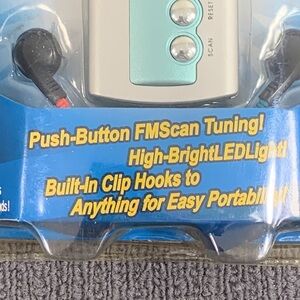 RESET
SCAN
Push-Button FMScan Tuning!
High-BrightLEDLight!
Built-In Clip Hooks to
Anything for Easy Portability!